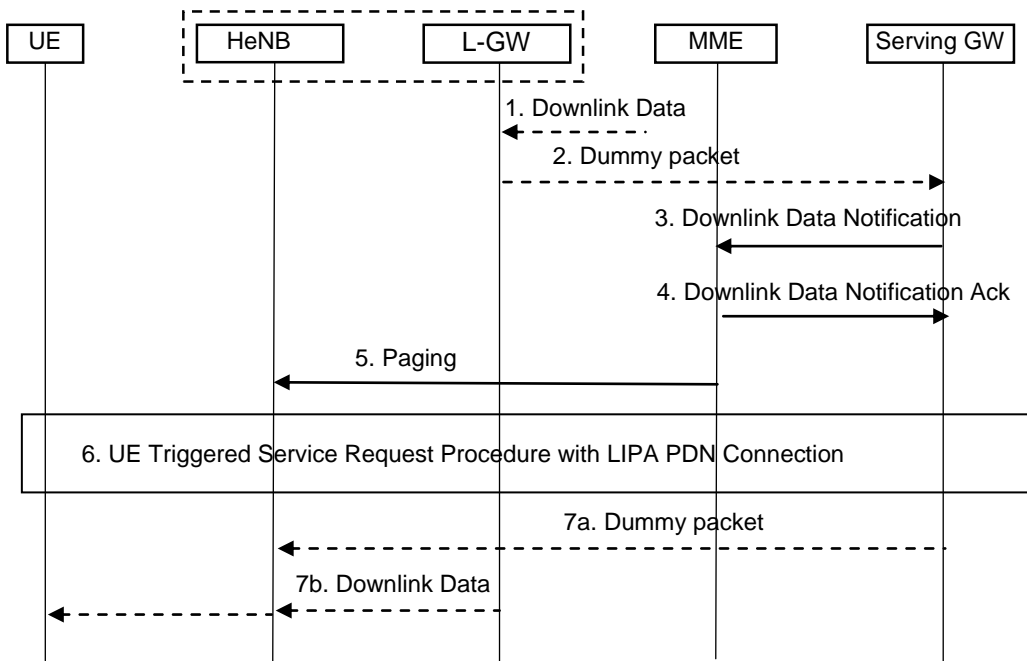 UE
HeNB
L-GW
MME
Serving GW
1. Downlink Data
2. Dummy packet
3. Downlink Data Notification
4. Downlink Data Notification Ack
5. Paging
6. UE Triggered Service Request Procedure with LIPA PDN Connection
7a. Dummy packet
7b. Downlink Data